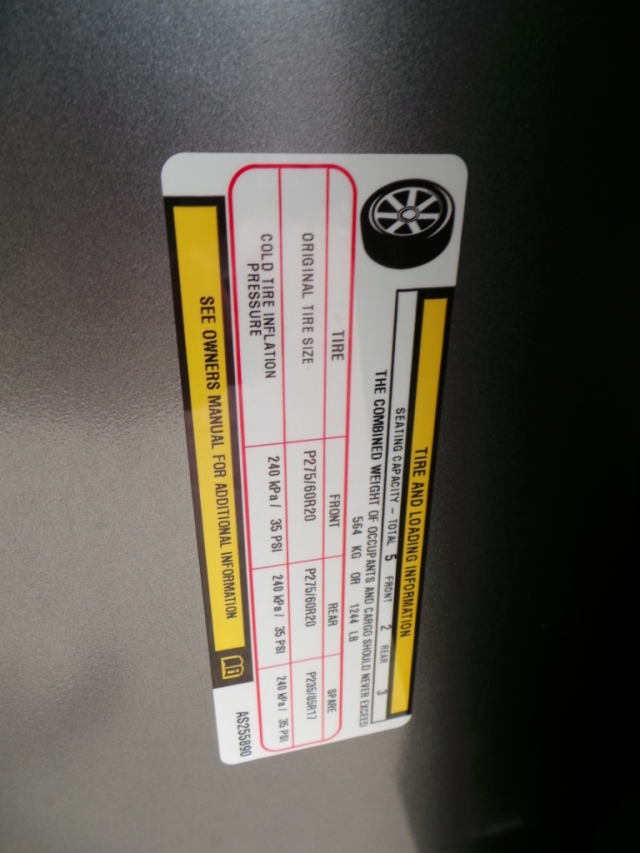 TIRE AND LOADING INFORMATION
SEATING CAPACITY - TOTAL 5 FRONT 2 REAR 3
THE COMBINED WEIGHT OF OCCUPANTS AND CARGO SHOULD NEVER EXCEED
564 KG OR 1244 LB
TIRE FRONT REAR SPARE
ORIGINAL TIRE SIZE P275/60R20 P275/60R20 P235/85R17
COLD TIRE INFLATION
PRESSURE 240 kPa / 35 PSI 240 kPa / 35 PSI 240 kPa / 35 PSI
SEE OWNERS MANUAL FOR ADDITIONAL INFORMATION
AS255890